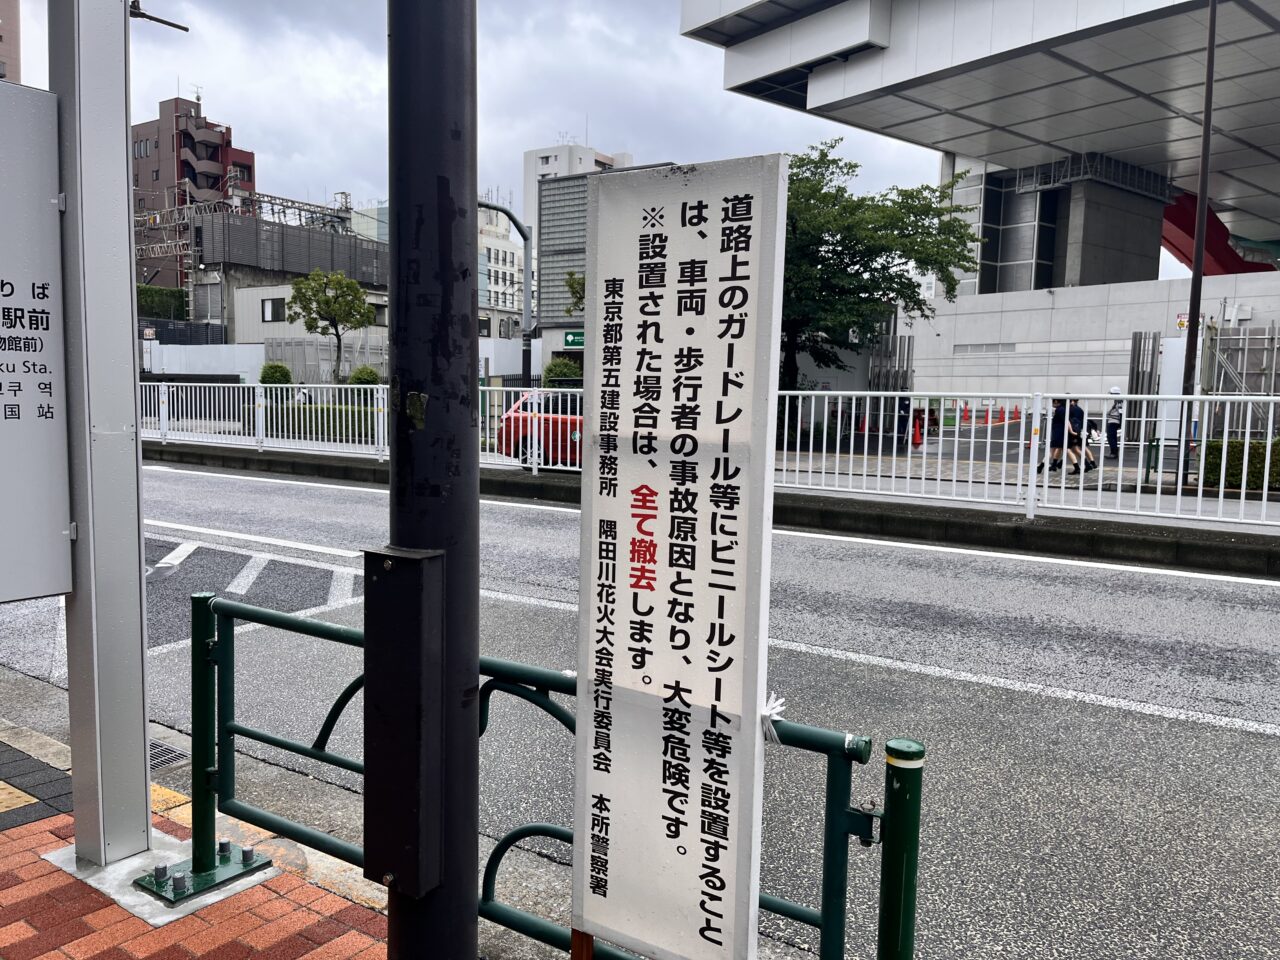 道路上のガードレール等にビニールシート等を設置すること
は、車両・歩行者の事故原因となり、大変危険です。
※設置された場合は、全て撤去します。
東京都第五建設事務所 隅田川花火大会実行委員会 本所警察署
りば
駅前
物館前)
ku Sta.
고쿠 역
国 站